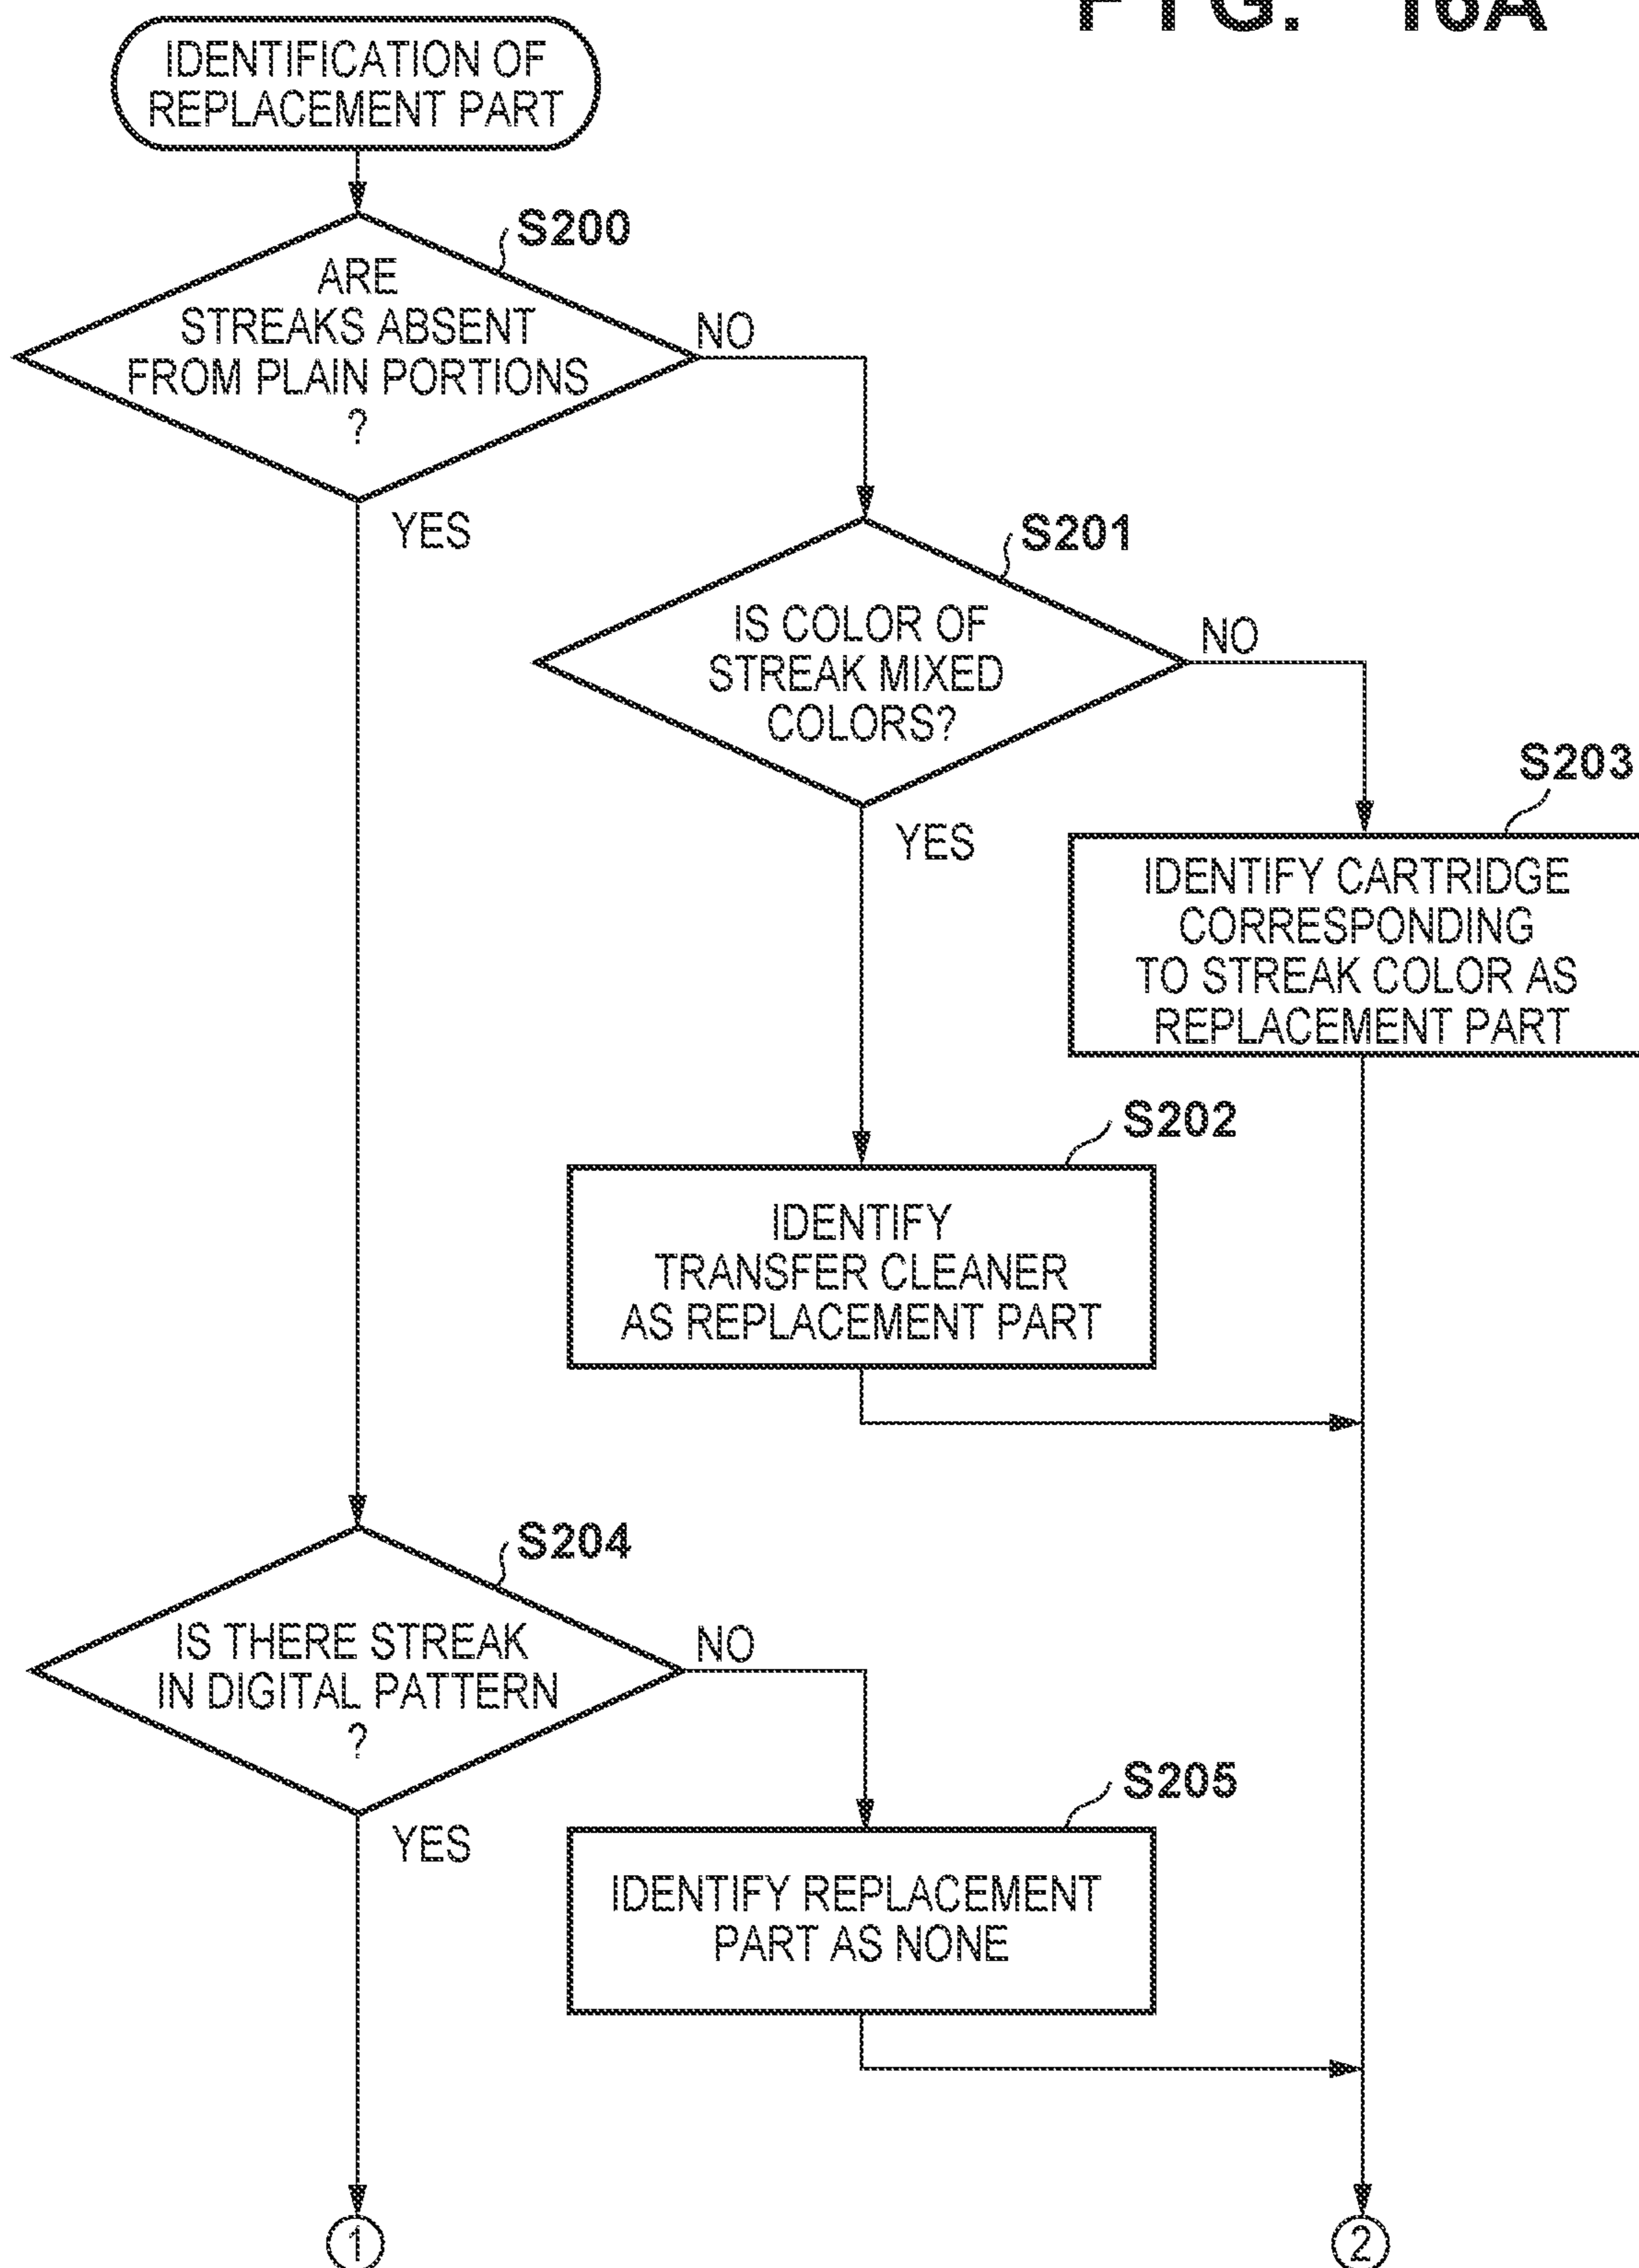 FIG. 16A
IDENTIFICATION OF
REPLACEMENT PART
S200
ARE
STREAKS ABSENT
FROM PLAIN PORTIONS
?
NO
YES
S201
IS COLOR OF
STREAK MIXED
COLORS?
NO
YES
S203
IDENTIFY CARTRIDGE
CORRESPONDING
TO STREAK COLOR AS
REPLACEMENT PART
S202
IDENTIFY
TRANSFER CLEANER
AS REPLACEMENT PART
S204
IS THERE STREAK
IN DIGITAL PATTERN
?
NO
YES
S205
IDENTIFY REPLACEMENT
PART AS NONE
1
2